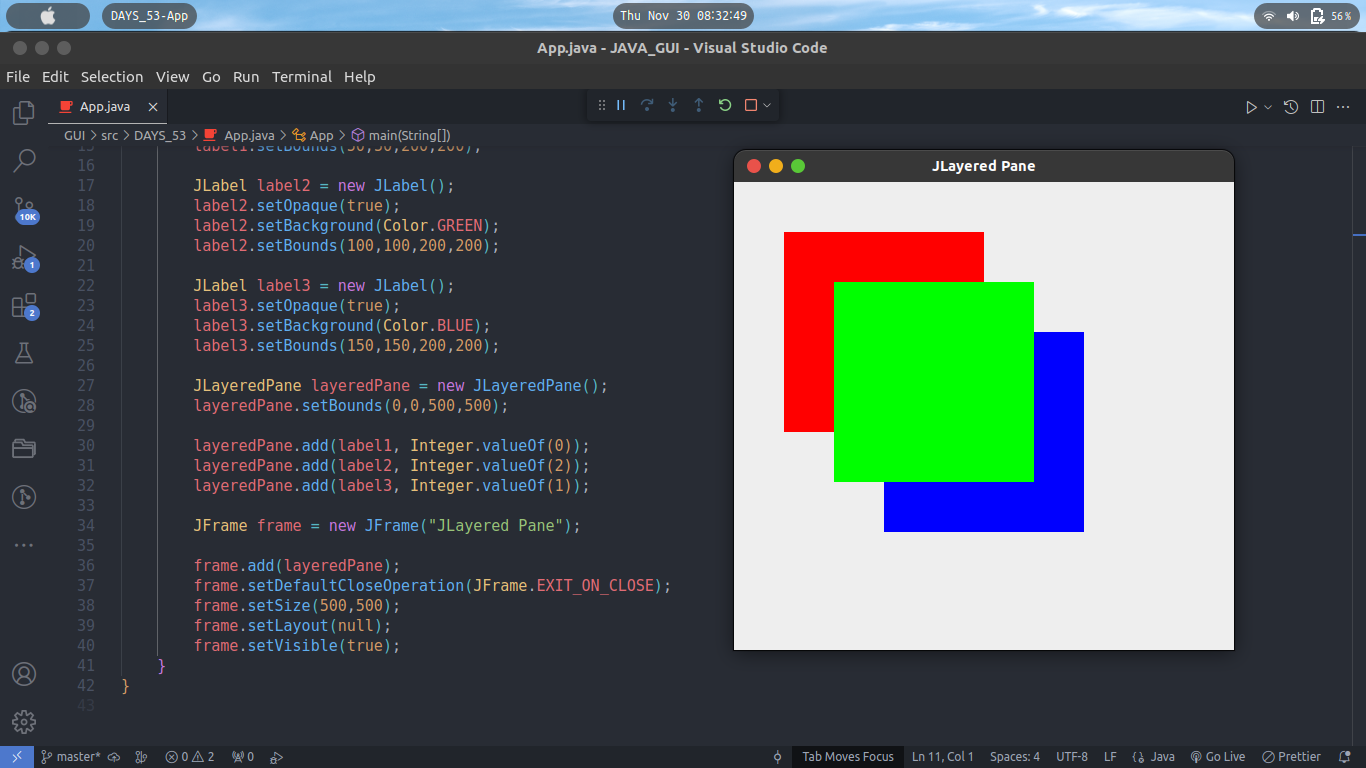 DAYS_53-App
Thu Nov 30 08:32:49
56%
App.java - JAVA_GUI - Visual Studio Code
File Edit Selection View Go Run Terminal Help
App.java
GUI > src > DAYS_53 > App.java > App > main(String[])
15 label1.setBounds(50,50,200,200);
16
17 JLabel label2 = new JLabel();
18 label2.setOpaque(true);
19 label2.setBackground(Color.GREEN);
20 label2.setBounds(100,100,200,200);
21
22 JLabel label3 = new JLabel();
23 label3.setOpaque(true);
24 label3.setBackground(Color.BLUE);
25 label3.setBounds(150,150,200,200);
26
27 JLayeredPane layeredPane = new JLayeredPane();
28 layeredPane.setBounds(0,0,500,500);
29
30 layeredPane.add(label1, Integer.valueOf(0));
31 layeredPane.add(label2, Integer.valueOf(2));
32 layeredPane.add(label3, Integer.valueOf(1));
33
34 JFrame frame = new JFrame("JLayered Pane");
35
36 frame.add(layeredPane);
37 frame.setDefaultCloseOperation(JFrame.EXIT_ON_CLOSE);
38 frame.setSize(500,500);
39 frame.setLayout(null);
40 frame.setVisible(true);
41 }
42 }
43
JLayered Pane
10K
1
2
master* 0 2 0
Tab Moves Focus Ln 11, Col 1 Spaces: 4 UTF-8 LF {} Java Go Live Prettier